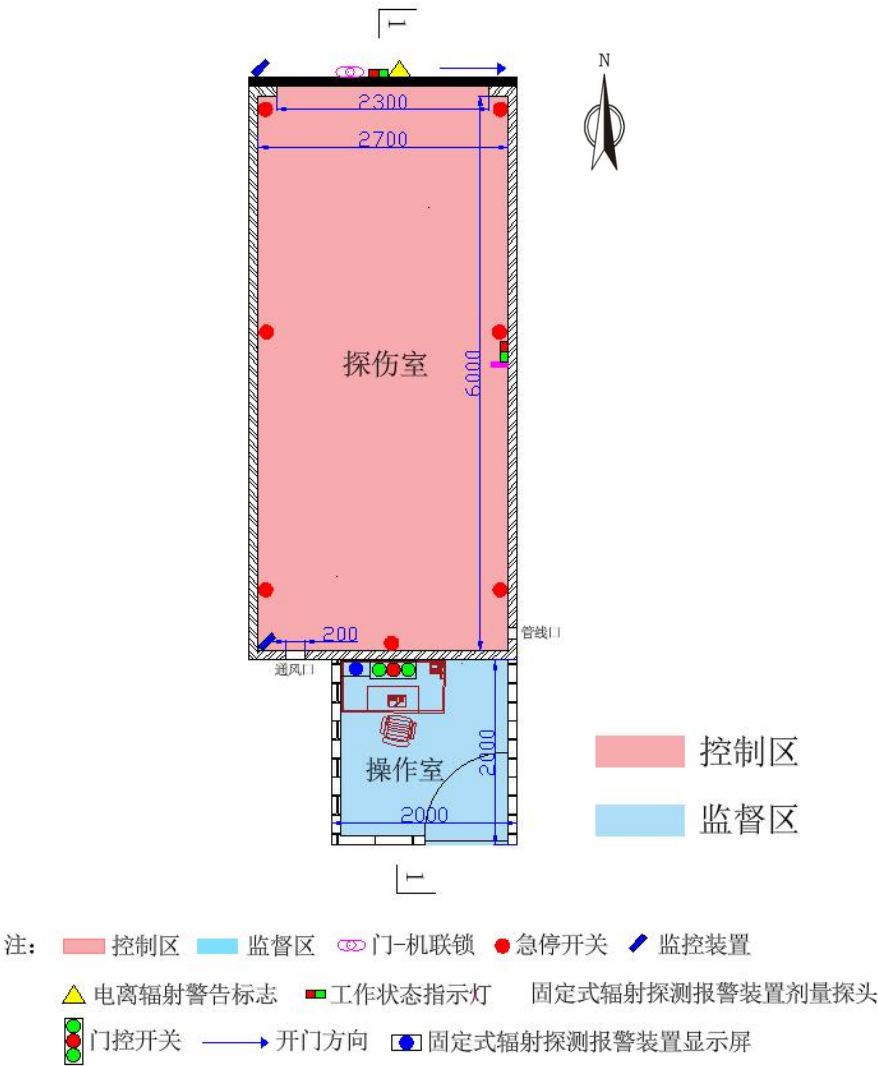 1
N
2300
2700
探伤室
6000
200
管线口
通风口
操作室
2000
2000
控制区
监督区
1
注： 控制区 监督区 门-机联锁 急停开关 监控装置
电离辐射警告标志 工作状态指示灯 固定式辐射探测报警装置剂量探头
门控开关 开门方向 固定式辐射探测报警装置显示屏